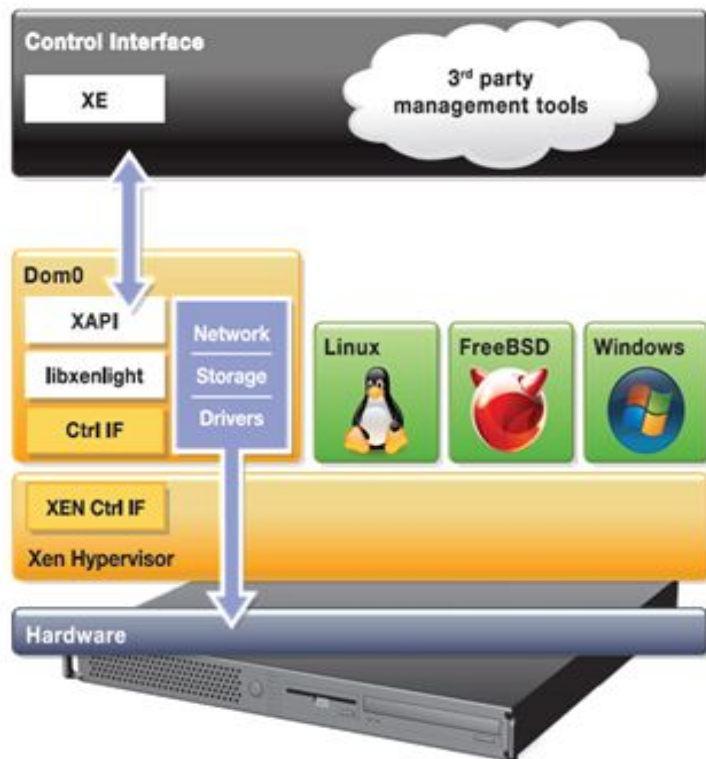 Control Interface
XE
3rd party
management tools
Dom0
XAPI
libxenlight
Ctrl IF
Network
Storage
Drivers
Linux
FreeBSD
Windows
XEN Ctrl IF
Xen Hypervisor
Hardware